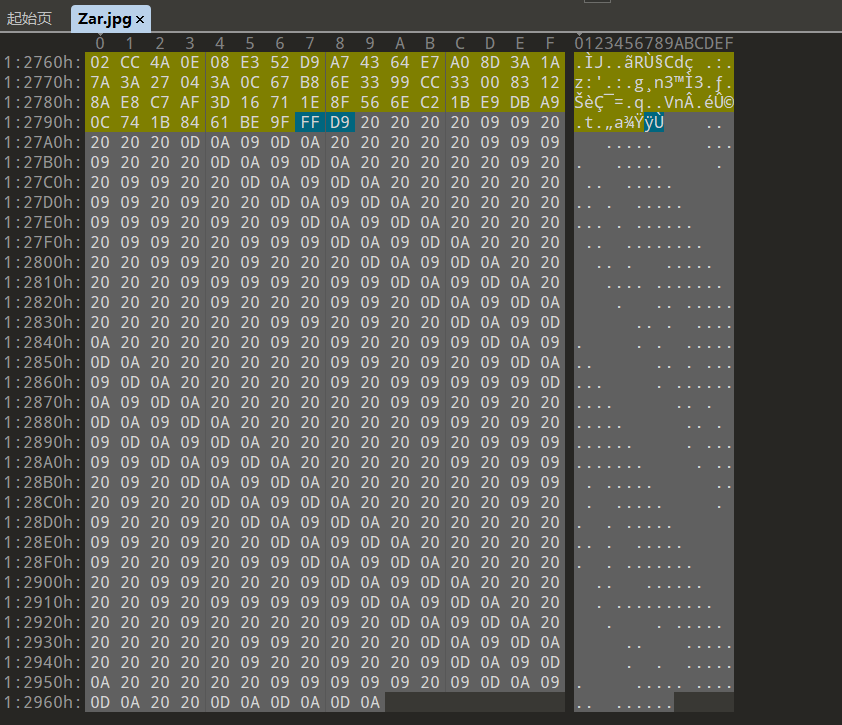 起始页 Zar.jpg ×
0 1 2 3 4 5 6 7 8 9 A B C D E F 0123456789ABCDEF
1:2760h: 02 CC 4A 0E 08 E3 52 D9 A7 43 64 E7 A0 8D 3A 1A .ÌJ..ãRÙ§Cdç .:.
1:2770h: 7A 3A 27 04 3A 0C 67 B8 6E 33 99 CC 33 00 83 12 z:'.:.g¸n3™Ì3.ƒ.
1:2780h: 8A E8 C7 AF 3D 16 71 1E 8F 56 6E C2 1B E9 DB A9 ŠèÇ¯=.q..VnÂ.éÛ©
1:2790h: 0C 74 1B 84 61 BE 9F FF D9 20 20 20 20 09 09 20 .t.„a¾ŸÿÙ    ..
1:27A0h: 20 20 20 0D 0A 09 0D 0A 20 20 20 20 20 20 09 09    .....      ..
1:27B0h: 09 20 20 20 0D 0A 09 0D 0A 20 20 20 20 20 09 20 .   .....     .
1:27C0h: 20 09 09 20 20 0D 0A 09 0D 0A 20 20 20 20 20 20  ..  .....
1:27D0h: 09 09 20 09 20 20 0D 0A 09 0D 0A 20 20 20 20 20 .. .  .....
1:27E0h: 09 09 09 20 09 20 09 0D 0A 09 0D 0A 20 20 20 20 ... . ......
1:27F0h: 20 09 09 20 20 09 09 09 0D 0A 09 0D 0A 20 20 20  ..  ........
1:2800h: 20 20 09 09 20 09 20 20 20 0D 0A 09 0D 0A 20 20   .. .   .....
1:2810h: 20 20 20 09 09 09 09 20 09 09 0D 0A 09 0D 0A 20    .... .......
1:2820h: 20 20 20 20 20 09 20 20 20 09 09 20 0D 0A 09 0D 0A      .   .. ....
1:2830h: 20 20 20 20 20 20 09 09 20 09 20 20 0D 0A 09 0D       .. .  ....
1:2840h: 0A 20 20 20 20 20 09 09 20 20 09 20 09 0D 0A 09 .     ..  . ....
1:2850h: 0D 0A 20 20 20 20 20 20 09 09 20 09 20 09 0D 0A ..      .. . ...
1:2860h: 09 0D 0A 20 20 20 20 20 09 20 20 09 09 09 09 0D ...     .  .....
1:2870h: 0A 09 0D 0A 20 20 20 20 20 20 09 09 20 09 20 20 ....      .. .
1:2880h: 0D 0A 09 0D 0A 20 20 20 20 20 20 09 09 20 09 20 .....      .. .
1:2890h: 09 0D 0A 09 0D 0A 20 20 20 20 20 09 20 20 09 09 ......     .  ..
1:28A0h: 09 09 0D 0A 09 0D 0A 20 20 20 20 20 20 09 09 20 .......      ..
1:28B0h: 09 20 0D 0A 09 0D 0A 20 20 20 20 20 20 09 09 20 . .....      ..
1:28C0h: 20 09 20 20 0D 0A 09 0D 0A 20 20 20 20 20 09 20  .  .....     .
1:28D0h: 09 20 09 20 20 0D 0A 09 0D 0A 20 20 20 20 20 20 . .  .....
1:28E0h: 09 09 20 20 20 20 0D 0A 09 0D 0A 20 20 20 20 20 ..    .....
1:28F0h: 09 20 09 20 20 09 09 0D 0A 09 0D 0A 20 20 20 20 . .  .......
1:2900h: 20 20 09 09 20 20 20 09 0D 0A 09 0D 0A 20 20 20   ..   ......
1:2910h: 20 20 09 20 09 09 09 09 09 0D 0A 09 0D 0A 20 20   . ..........
1:2920h: 20 20 20 09 20 20 20 20 09 20 0D 0A 09 0D 0A 20    .    . .....
1:2930h: 20 20 20 20 20 09 09 20 20 20 20 20 0D 0A 09 0D      ..     ....
1:2940h: 20 20 20 20 20 09 20 09 20 20 20 09 0D 0A 09 0D      . .   .....
1:2950h: 0A 20 20 20 20 20 09 09 09 09 09 20 09 0D 0A 09 .     ..... ....
1:2960h: 0D 0A 20 20 0D 0A 0D 0A 0D 0A ..  ......